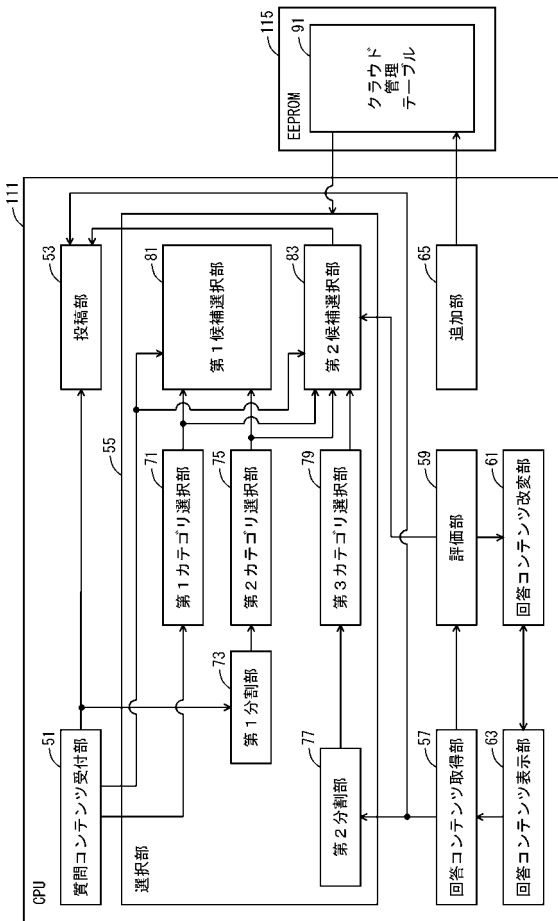 CPU
111
51
質問コンテンツ受付部
53
投稿部
55
選択部
71
第1カテゴリ選択部
81
第1候補選択部
73
第1分割部
75
第2カテゴリ選択部
83
第2候補選択部
77
第2分割部
79
第3カテゴリ選択部
57
回答コンテンツ取得部
59
評価部
65
追加部
63
回答コンテンツ表示部
61
回答コンテンツ改変部
EEPROM
115
91
クラウド
管理
テーブル